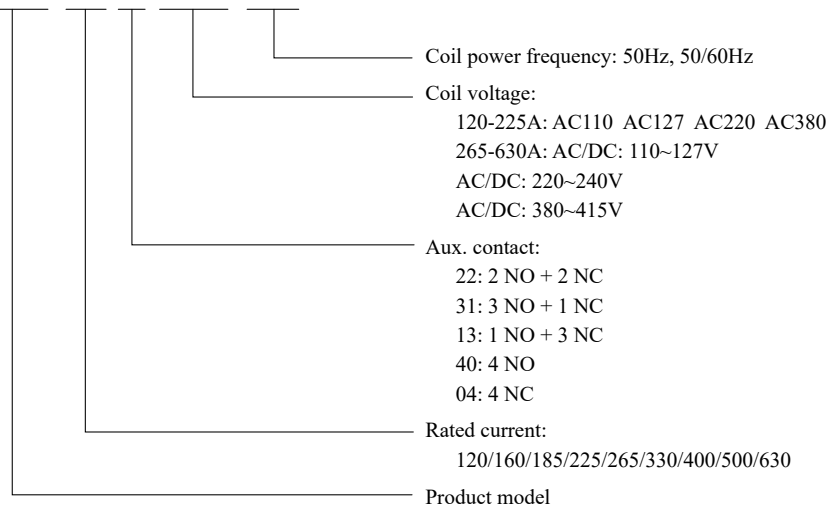 Coil power frequency: 50Hz, 50/60Hz
Coil voltage:
120-225A: AC110 AC127 AC220 AC380
265-630A: AC/DC: 110~127V
AC/DC: 220~240V
AC/DC: 380~415V
Aux. contact:
22: 2 NO + 2 NC
31: 3 NO + 1 NC
13: 1 NO + 3 NC
40: 4 NO
04: 4 NC
Rated current:
120/160/185/225/265/330/400/500/630
Product model